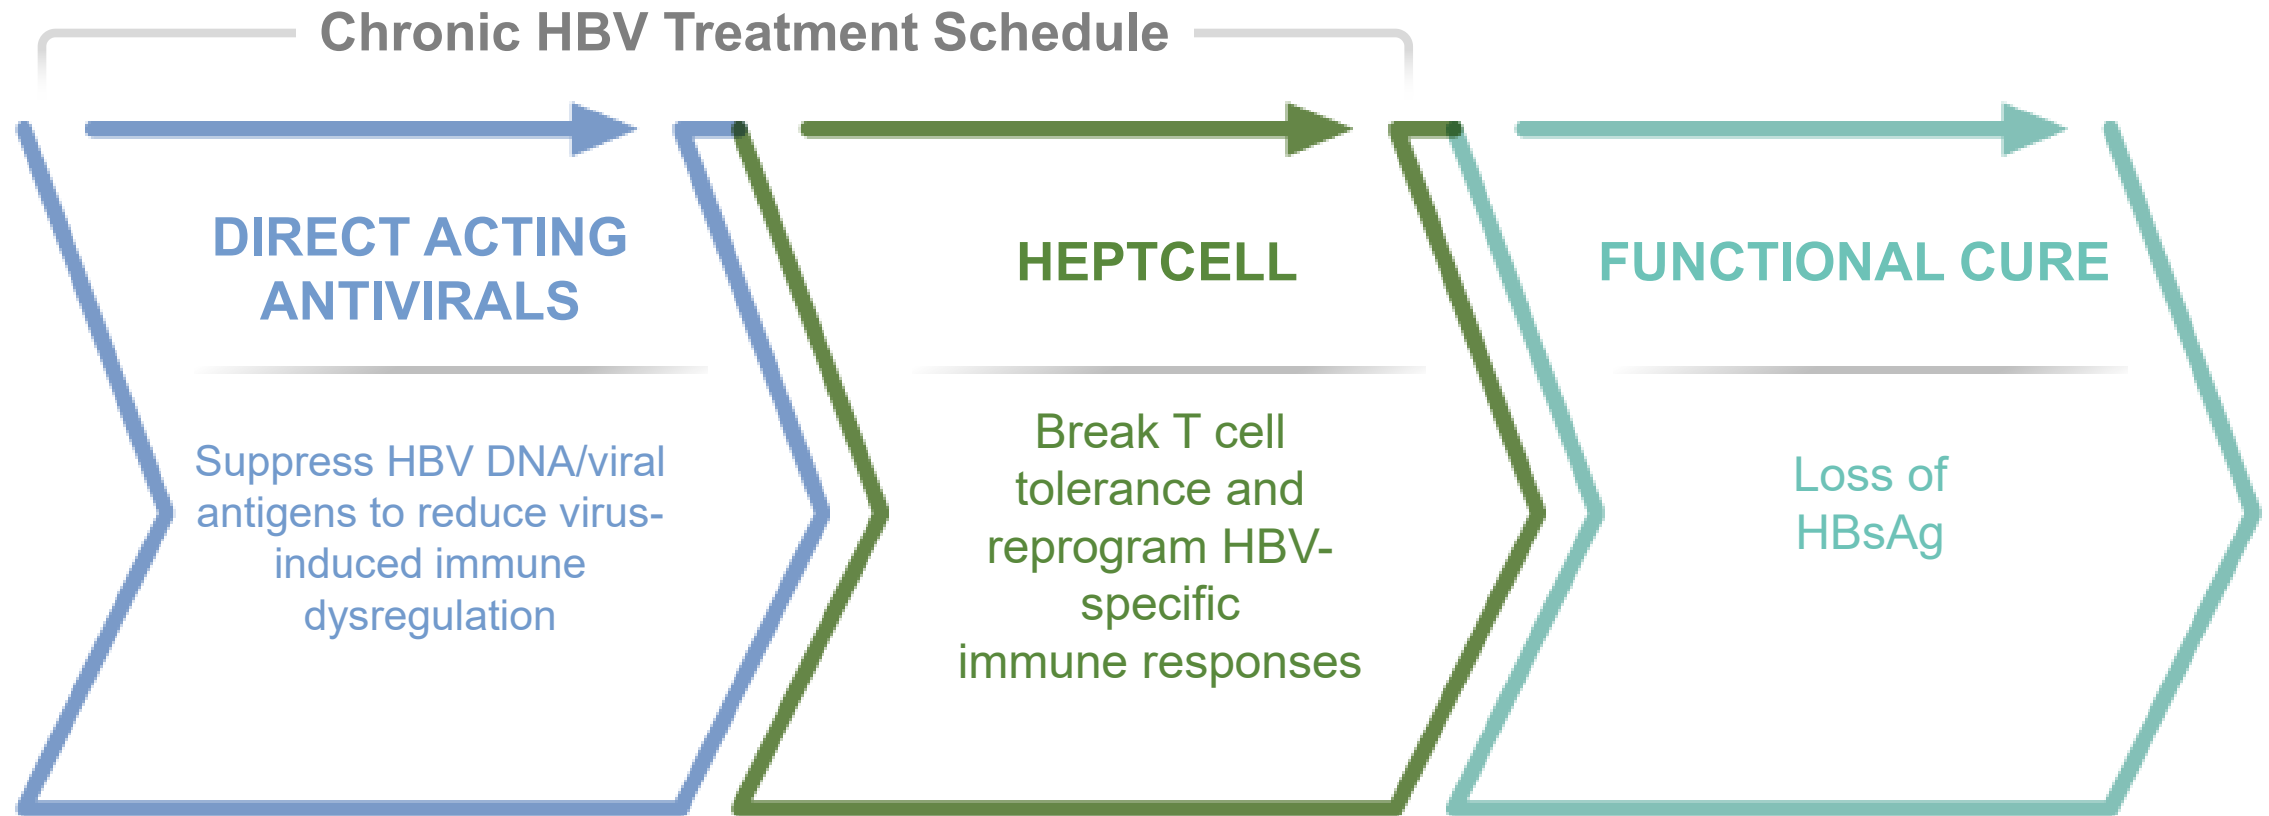 Chronic HBV Treatment Schedule
DIRECT ACTING
ANTIVIRALS
Suppress HBV DNA/viral
antigens to reduce virus-
induced immune
dysregulation
HEPTCELL
Break T cell
tolerance and
reprogram HBV-
specific
immune responses
FUNCTIONAL CURE
Loss of
HBsAg